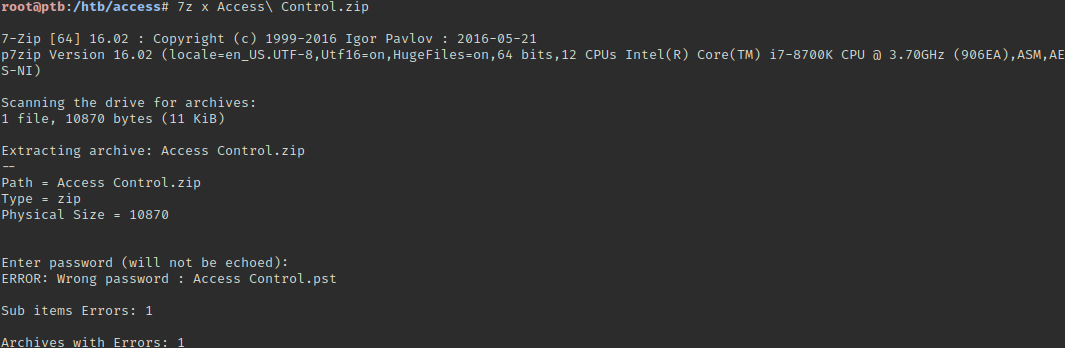 root@ptb:/htb/access# 7z x Access\ Control.zip
7-Zip [64] 16.02 : Copyright (c) 1999-2016 Igor Pavlov : 2016-05-21
p7zip Version 16.02 (locale=en_US.UTF-8,Utf16=on,HugeFiles=on,64 bits,12 CPUs Intel(R) Core(TM) i7-8700K CPU @ 3.70GHz (906EA),ASM,AE
S-NI)
Scanning the drive for archives:
1 file, 10870 bytes (11 KiB)
Extracting archive: Access Control.zip
--
Path = Access Control.zip
Type = zip
Physical Size = 10870
Enter password (will not be echoed):
ERROR: Wrong password : Access Control.pst
Sub items Errors: 1
Archives with Errors: 1